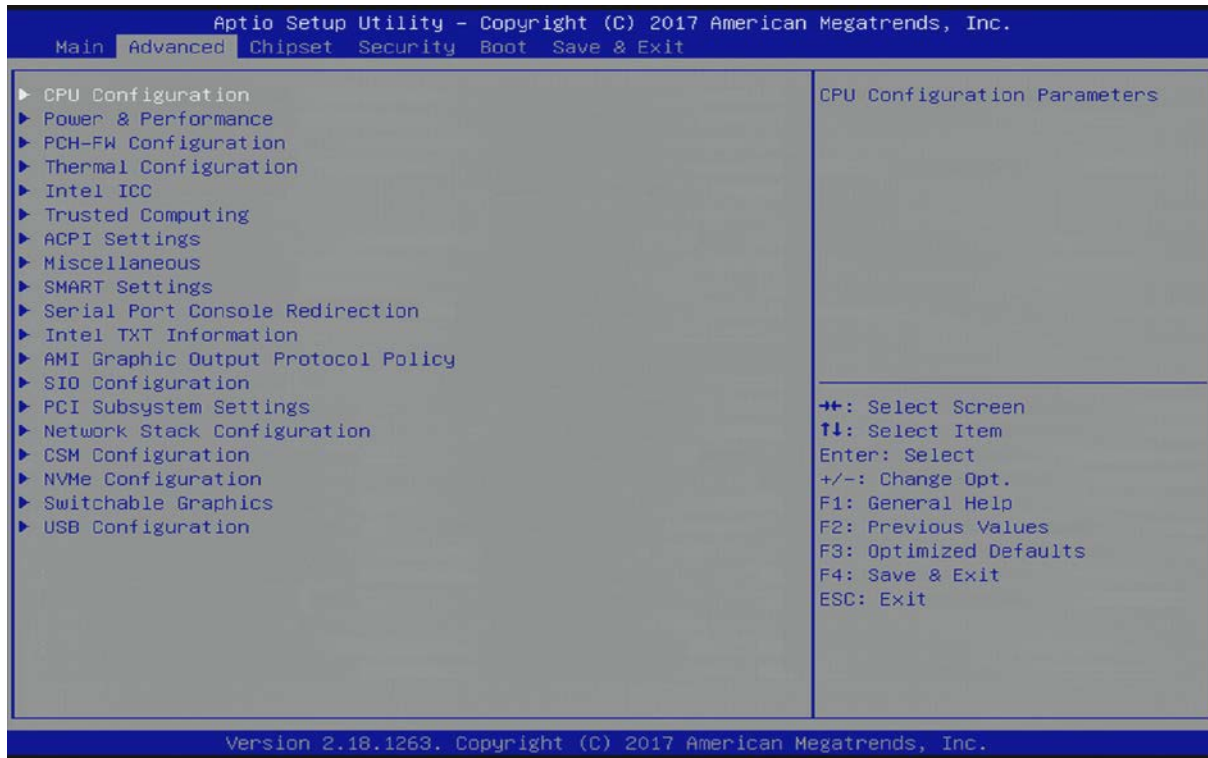 Aptio Setup Utility – Copyright (C) 2017 American Megatrends, Inc.
Main Advanced Chipset Security Boot Save & Exit
▶ CPU Configuration
▶ Power & Performance
▶ PCH-FW Configuration
▶ Thermal Configuration
▶ Intel ICC
▶ Trusted Computing
▶ ACPI Settings
▶ Miscellaneous
▶ SMART Settings
▶ Serial Port Console Redirection
▶ Intel TXT Information
▶ AMI Graphic Output Protocol Policy
▶ SIO Configuration
▶ PCI Subsystem Settings
▶ Network Stack Configuration
▶ CSM Configuration
▶ NVMe Configuration
▶ Switchable Graphics
▶ USB Configuration
CPU Configuration Parameters
→←: Select Screen
↑↓: Select Item
Enter: Select
+/-: Change Opt.
F1: General Help
F2: Previous Values
F3: Optimized Defaults
F4: Save & Exit
ESC: Exit
Version 2.18.1263. Copyright (C) 2017 American Megatrends, Inc.